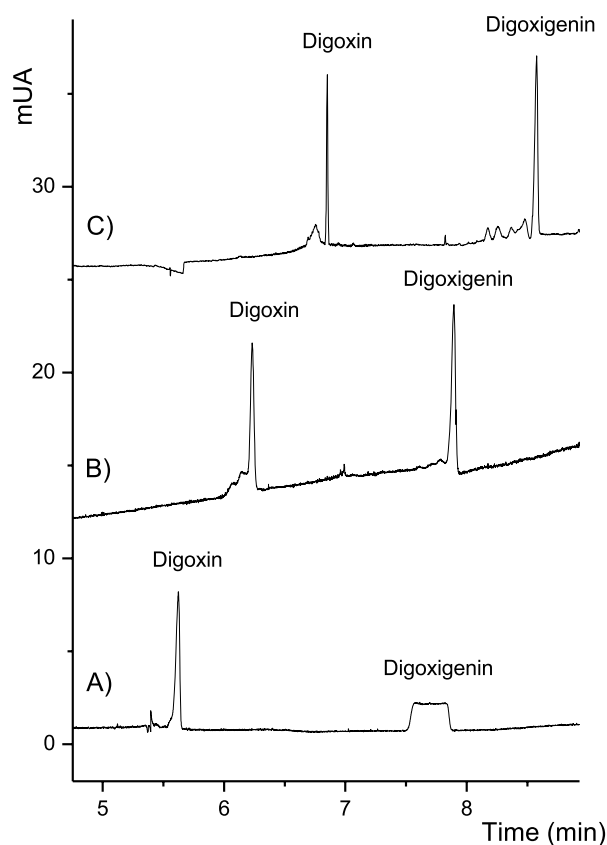 Digoxigenin
Digoxin
mUA
30
C)
Digoxigenin
Digoxin
20
B)
10
Digoxin
Digoxigenin
A)
0
5 6 7 8
Time (min)